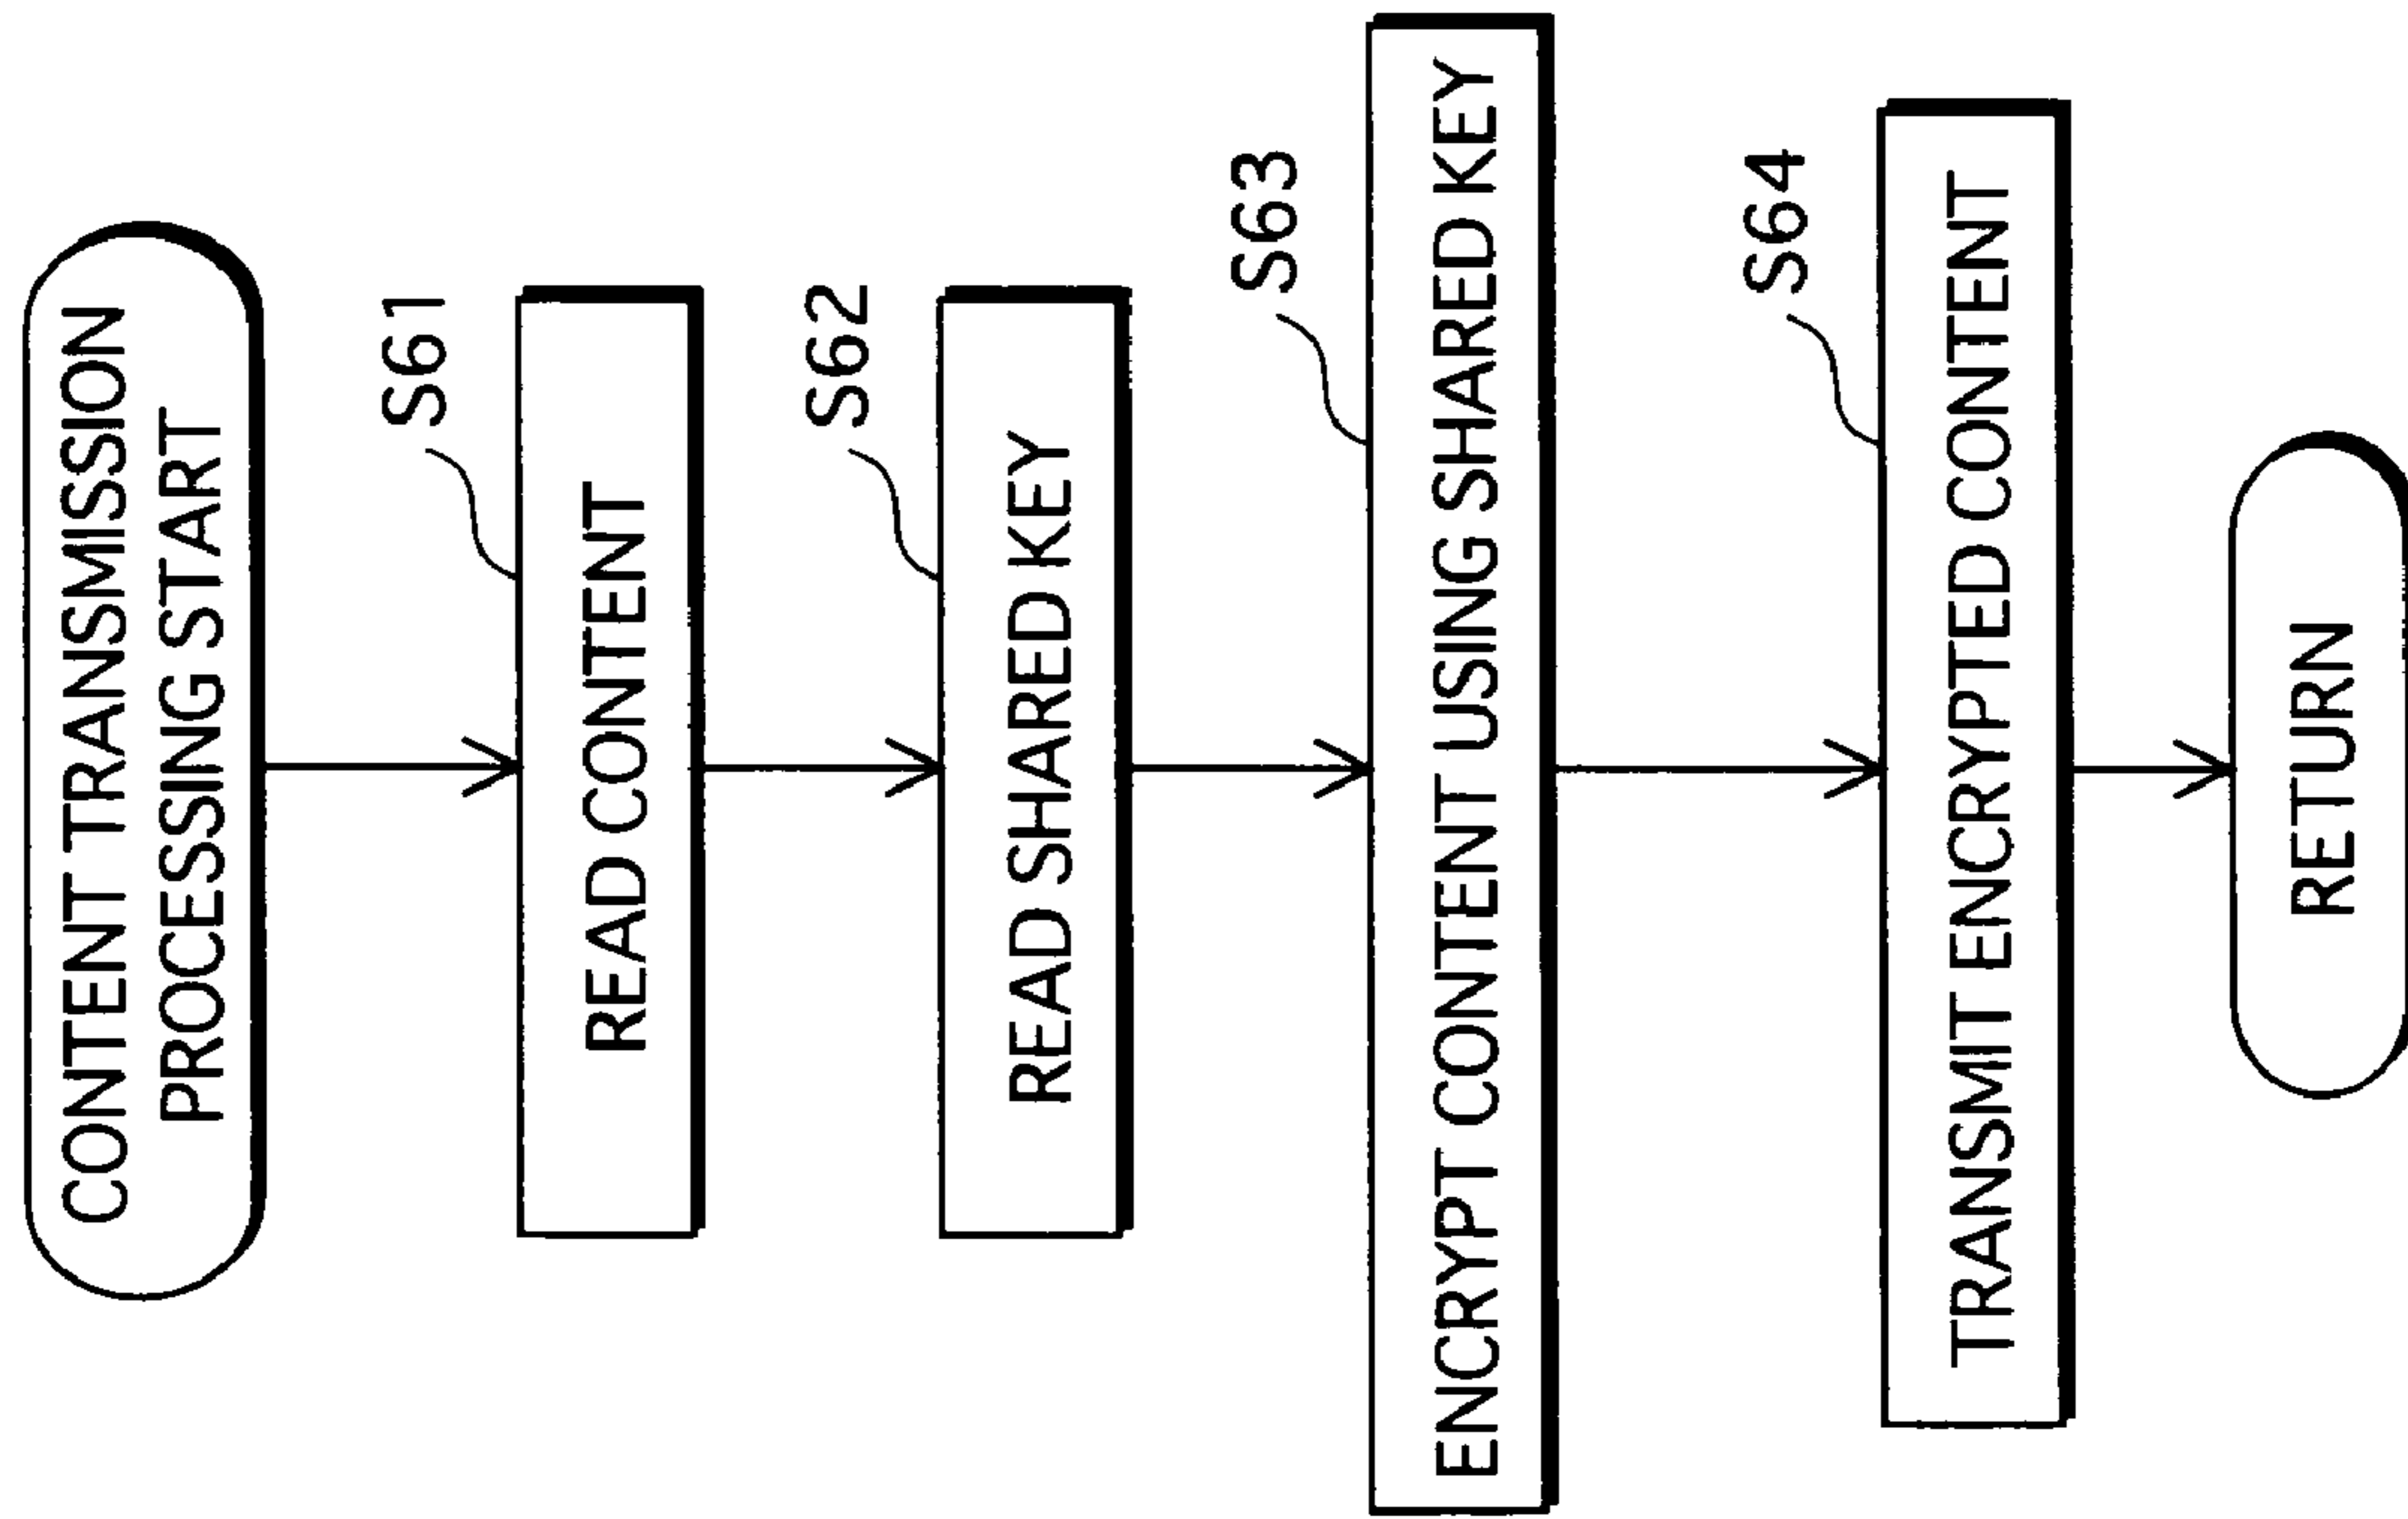 CONTENT TRANSMISSION
PROCESSING START
S61
READ CONTENT
S62
READ SHARED KEY
S63
ENCRYPT CONTENT USING SHARED KEY
S64
TRANSMIT ENCRYPTED CONTENT
RETURN